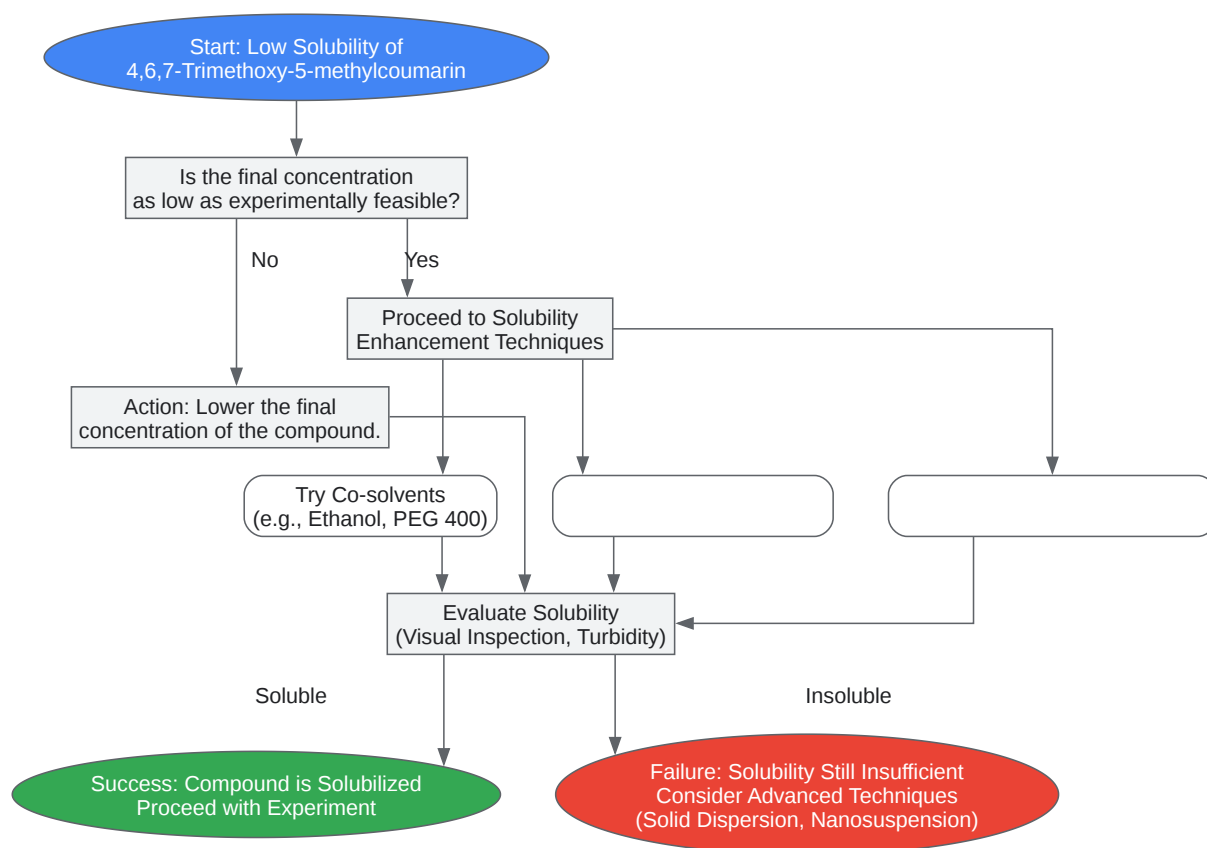 Start: Low Solubility of
4,6,7-Trimethoxy-5-methylcoumarin
Is the final concentration
as low as experimentally feasible?
No
Yes
Proceed to Solubility
Enhancement Techniques
Action: Lower the final
concentration of the compound.
Try Co-solvents
(e.g., Ethanol, PEG 400)
Evaluate Solubility
(Visual Inspection, Turbidity)
Soluble
Insoluble
Success: Compound is Solubilized
Proceed with Experiment
Failure: Solubility Still Insufficient
Consider Advanced Techniques
(Solid Dispersion, Nanosuspension)